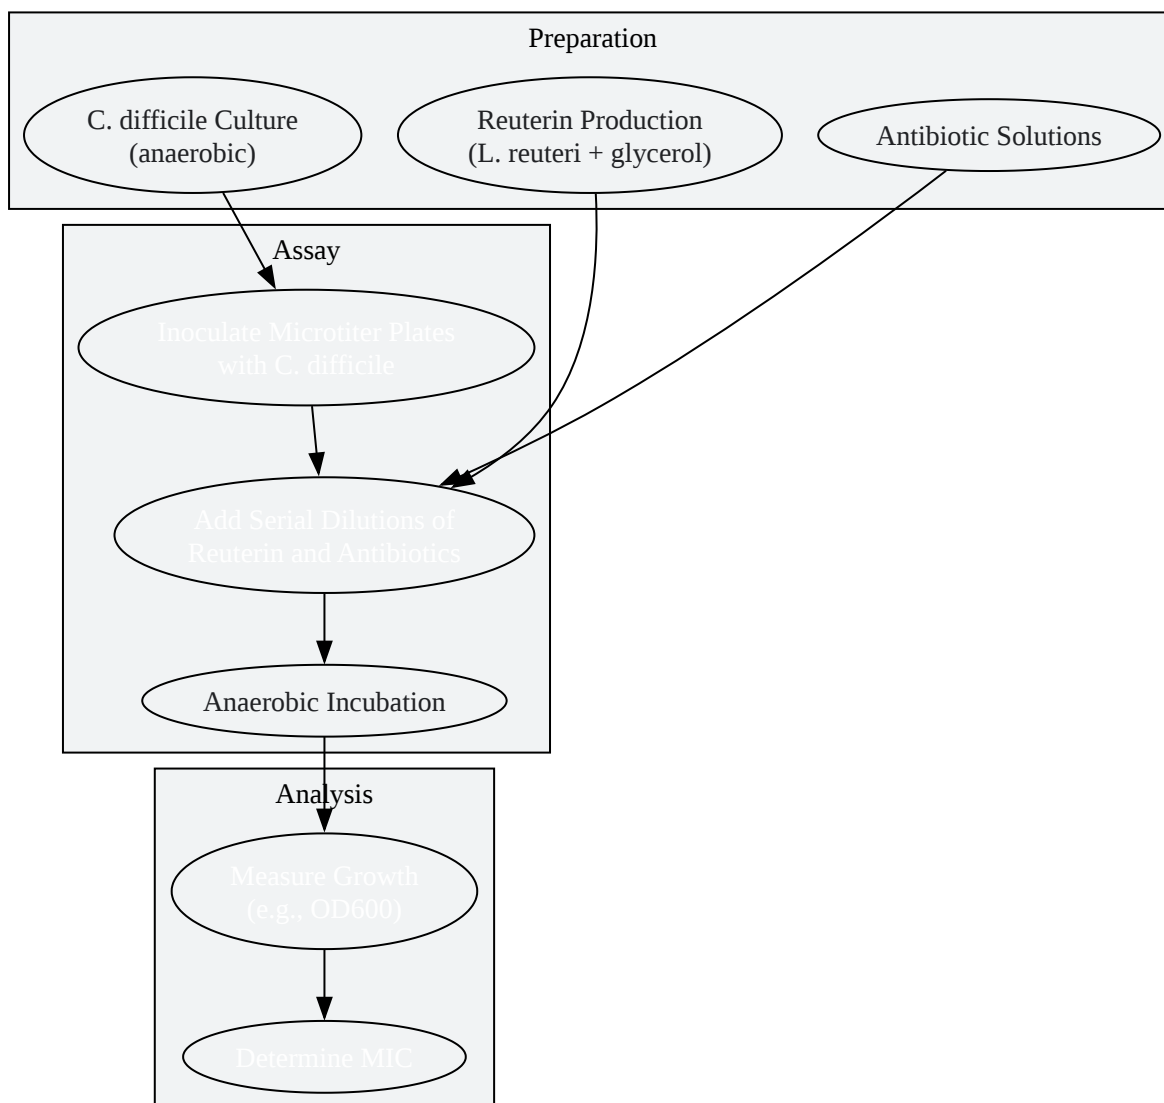 Preparation
C. difficile Culture
(anaerobic)
Reuterin Production
(L. reuteri + glycerol)
Antibiotic Solutions
Assay
Inoculate Microtiter Plates
with C. difficile
Add Serial Dilutions of
Reuterin and Antibiotics
Anaerobic Incubation
Analysis
Measure Growth
(e.g., OD600)
Determine MIC